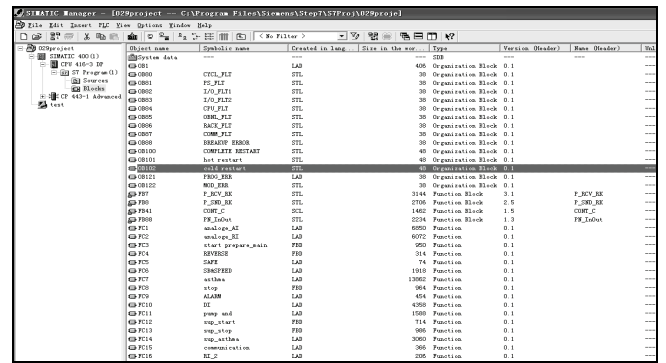 SIMATIC Manager - [029project -- C:\Program Files\Siemens\Step7\S7Proj\029proje]
File Edit Insert PLC View Options Window Help
< No Filter >
029project
SIMATIC 400(1)
CPU 416-3 DP
S7 Program(1)
Sources
Blocks
CP 443-1 Advanced
test
Object name Symbolic name Created in lang... Size in the wor... Type Version (Header) Name (Header) Unl
System data --- --- --- SDB --- --- ---
OB1 LAD 406 Organization Block 0.1 ---
OB80 CYCL_FLT STL 38 Organization Block 0.1 ---
OB81 PS_FLT STL 38 Organization Block 0.1 ---
OB82 I/O_FLT1 STL 38 Organization Block 0.1 ---
OB83 I/O_FLT2 STL 38 Organization Block 0.1 ---
OB84 CPU_FLT STL 38 Organization Block 0.1 ---
OB85 OBNL_FLT STL 38 Organization Block 0.1 ---
OB86 RACK_FLT STL 38 Organization Block 0.1 ---
OB87 COMM_FLT STL 38 Organization Block 0.1 ---
OB88 BREAKUP ERROR STL 38 Organization Block 0.1 ---
OB100 COMPLETE RESTART STL 48 Organization Block 0.1 ---
OB101 hot restart STL 48 Organization Block 0.1 ---
OB102 cold restart STL 48 Organization Block 0.1 ---
OB121 PROG_ERR LAD 38 Organization Block 0.1 ---
OB122 MOD_ERR STL 38 Organization Block 0.1 ---
FB7 P_RCV_RK STL 3144 Function Block 3.1 P_RCV_RK ---
FB8 P_SND_RK STL 2706 Function Block 2.5 P_SND_RK ---
FB41 CONT_C SCL 1462 Function Block 1.5 CONT_C ---
FB88 PN_InOut STL 2234 Function Block 1.3 PN_InOut ---
FC1 analoge_AI LAD 6850 Function 0.1 ---
FC2 analoge_RI LAD 6072 Function 0.1 ---
FC3 start prepare_main FBD 950 Function 0.1 ---
FC4 REVERSE FBD 314 Function 0.1 ---
FC5 SAFE LAD 74 Function 0.1 ---
FC6 SB&SPEED LAD 1918 Function 0.1 ---
FC7 asthma LAD 13862 Function 0.1 ---
FC8 stop FBD 964 Function 0.1 ---
FC9 ALARM LAD 454 Function 0.1 ---
FC10 DI LAD 4358 Function 0.1 ---
FC11 pump and LAD 1588 Function 0.1 ---
FC12 sup_start FBD 714 Function 0.1 ---
FC13 sup_stop FBD 986 Function 0.1 ---
FC14 sup_asthma LAD 3060 Function 0.1 ---
FC15 communication LAD 366 Function 0.1 ---
FC16 RI_2 LAD 206 Function 0.1 ---